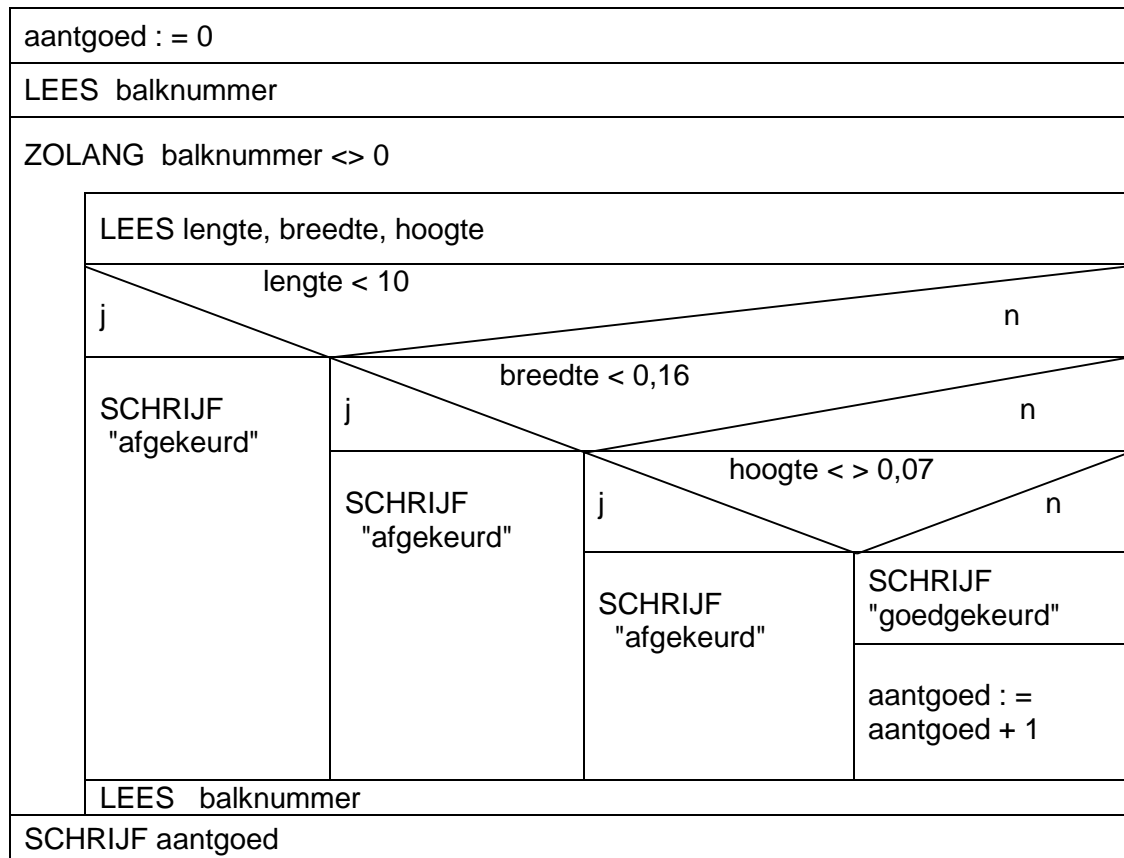 aantgoed : = 0
LEES balknummer
ZOLANG balknummer <> 0
LEES lengte, breedte, hoogte
lengte < 10
j
n
SCHRIJF
"afgekeurd"
breedte < 0,16
j
n
SCHRIJF
"afgekeurd"
hoogte < > 0,07
j
n
SCHRIJF
"afgekeurd"
SCHRIJF
"goedgekeurd"
aantgoed : =
aantgoed + 1
LEES balknummer
SCHRIJF aantgoed